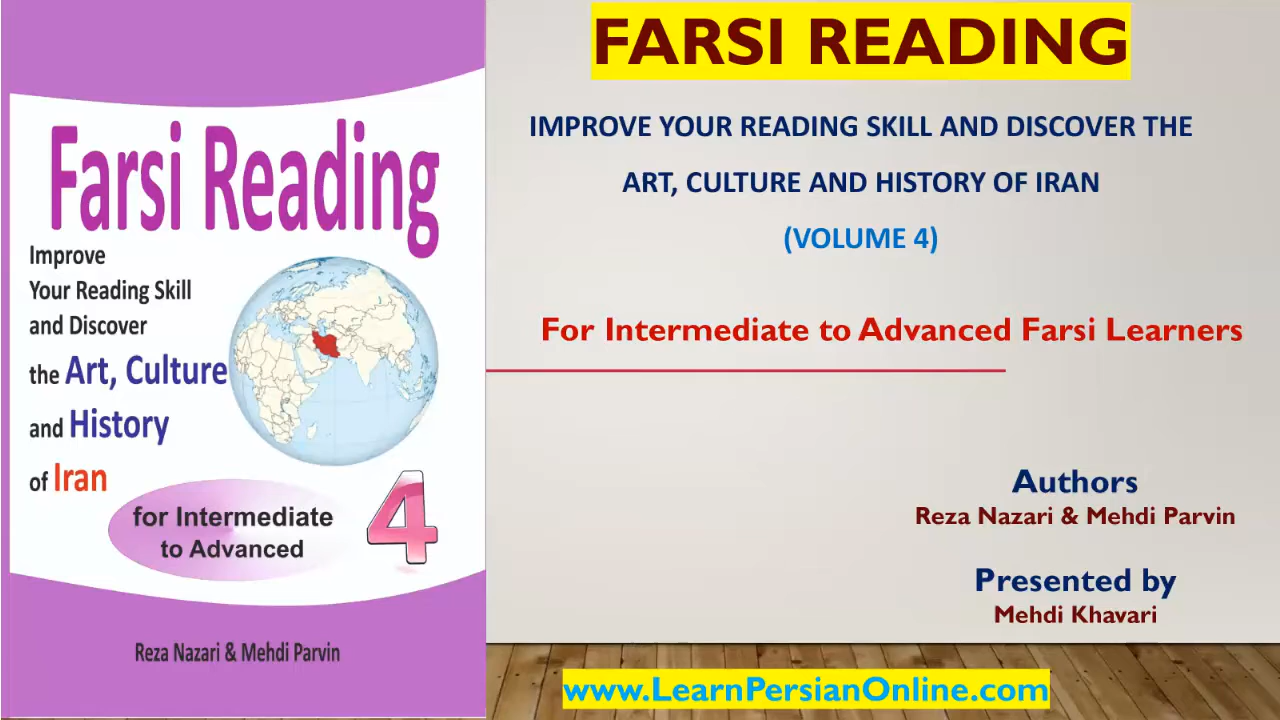 Farsi Reading
Improve
Your Reading Skill
and Discover
the Art, Culture
and History
of Iran
for Intermediate
to Advanced
4
Reza Nazari & Mehdi Parvin
FARSI READING
IMPROVE YOUR READING SKILL AND DISCOVER THE
ART, CULTURE AND HISTORY OF IRAN
(VOLUME 4)
For Intermediate to Advanced Farsi Learners
Authors
Reza Nazari & Mehdi Parvin
Presented by
Mehdi Khavari
www.LearnPersianOnline.com